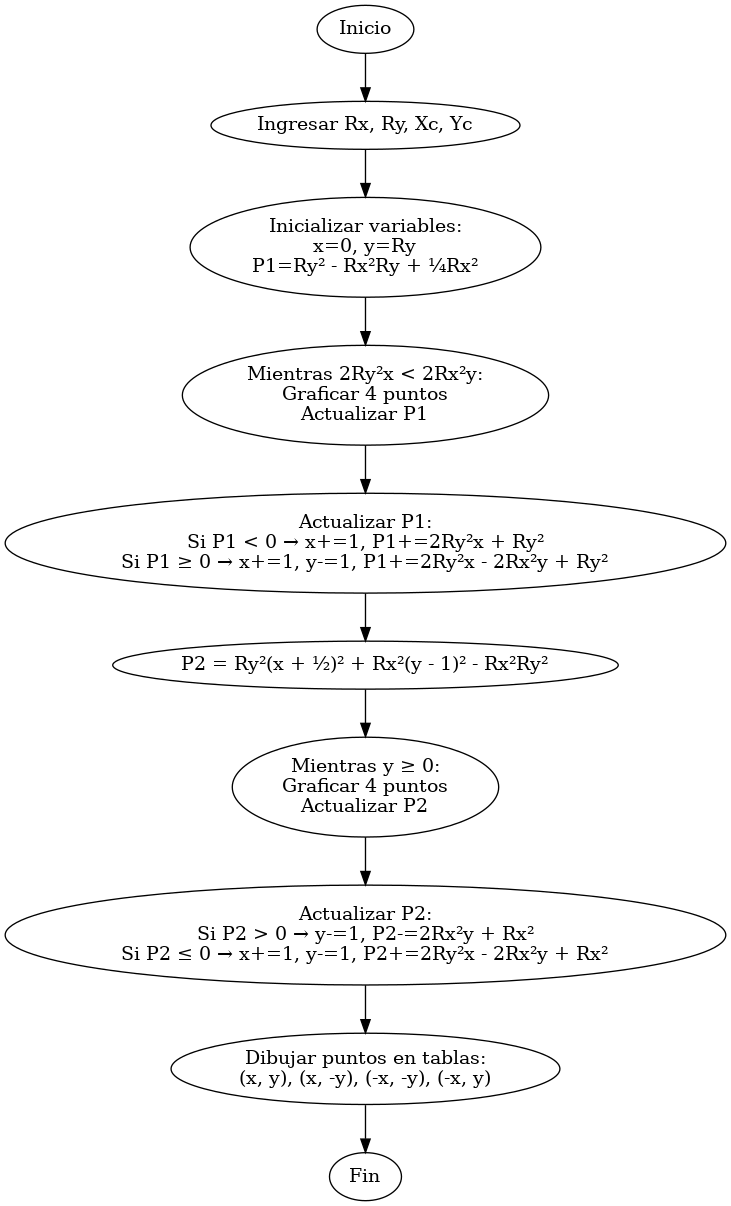 Inicio
Ingresar Rx, Ry, Xc, Yc
Inicializar variables:
x=0, y=Ry
P1=Ry² - Rx²Ry + ¼Rx²
Mientras 2Ry²x < 2Rx²y:
Graficar 4 puntos
Actualizar P1
Actualizar P1:
Si P1 < 0 → x+=1, P1+=2Ry²x + Ry²
Si P1 ≥ 0 → x+=1, y-=1, P1+=2Ry²x - 2Rx²y + Ry²
P2 = Ry²(x + ½)² + Rx²(y - 1)² - Rx²Ry²
Mientras y ≥ 0:
Graficar 4 puntos
Actualizar P2
Actualizar P2:
Si P2 > 0 → y-=1, P2-=2Rx²y + Rx²
Si P2 ≤ 0 → x+=1, y-=1, P2+=2Ry²x - 2Rx²y + Rx²
Dibujar puntos en tablas:
(x, y), (x, -y), (-x, -y), (-x, y)
Fin